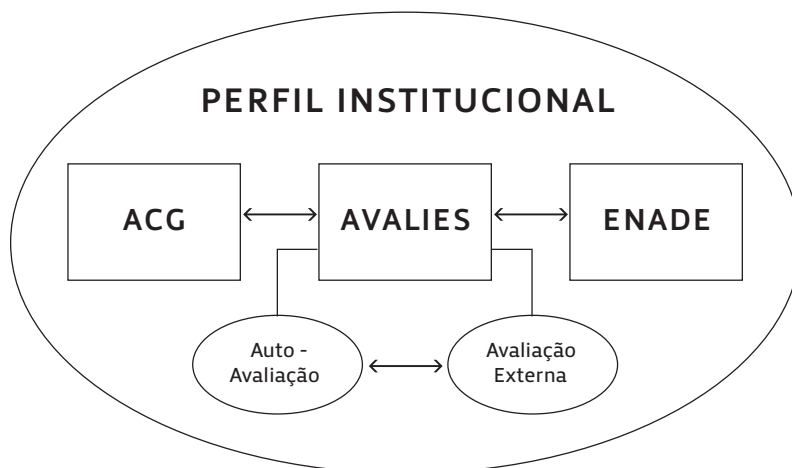 PERFIL INSTITUCIONAL
ACG
AVALIES
ENADE
Auto -
Avaliação
Avaliação
Externa